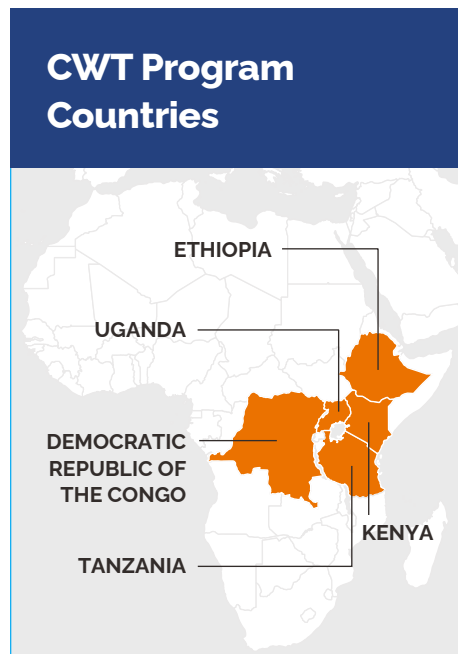 CWT Program
Countries
ETHIOPIA
UGANDA
DEMOCRATIC
REPUBLIC OF
THE CONGO
KENYA
TANZANIA